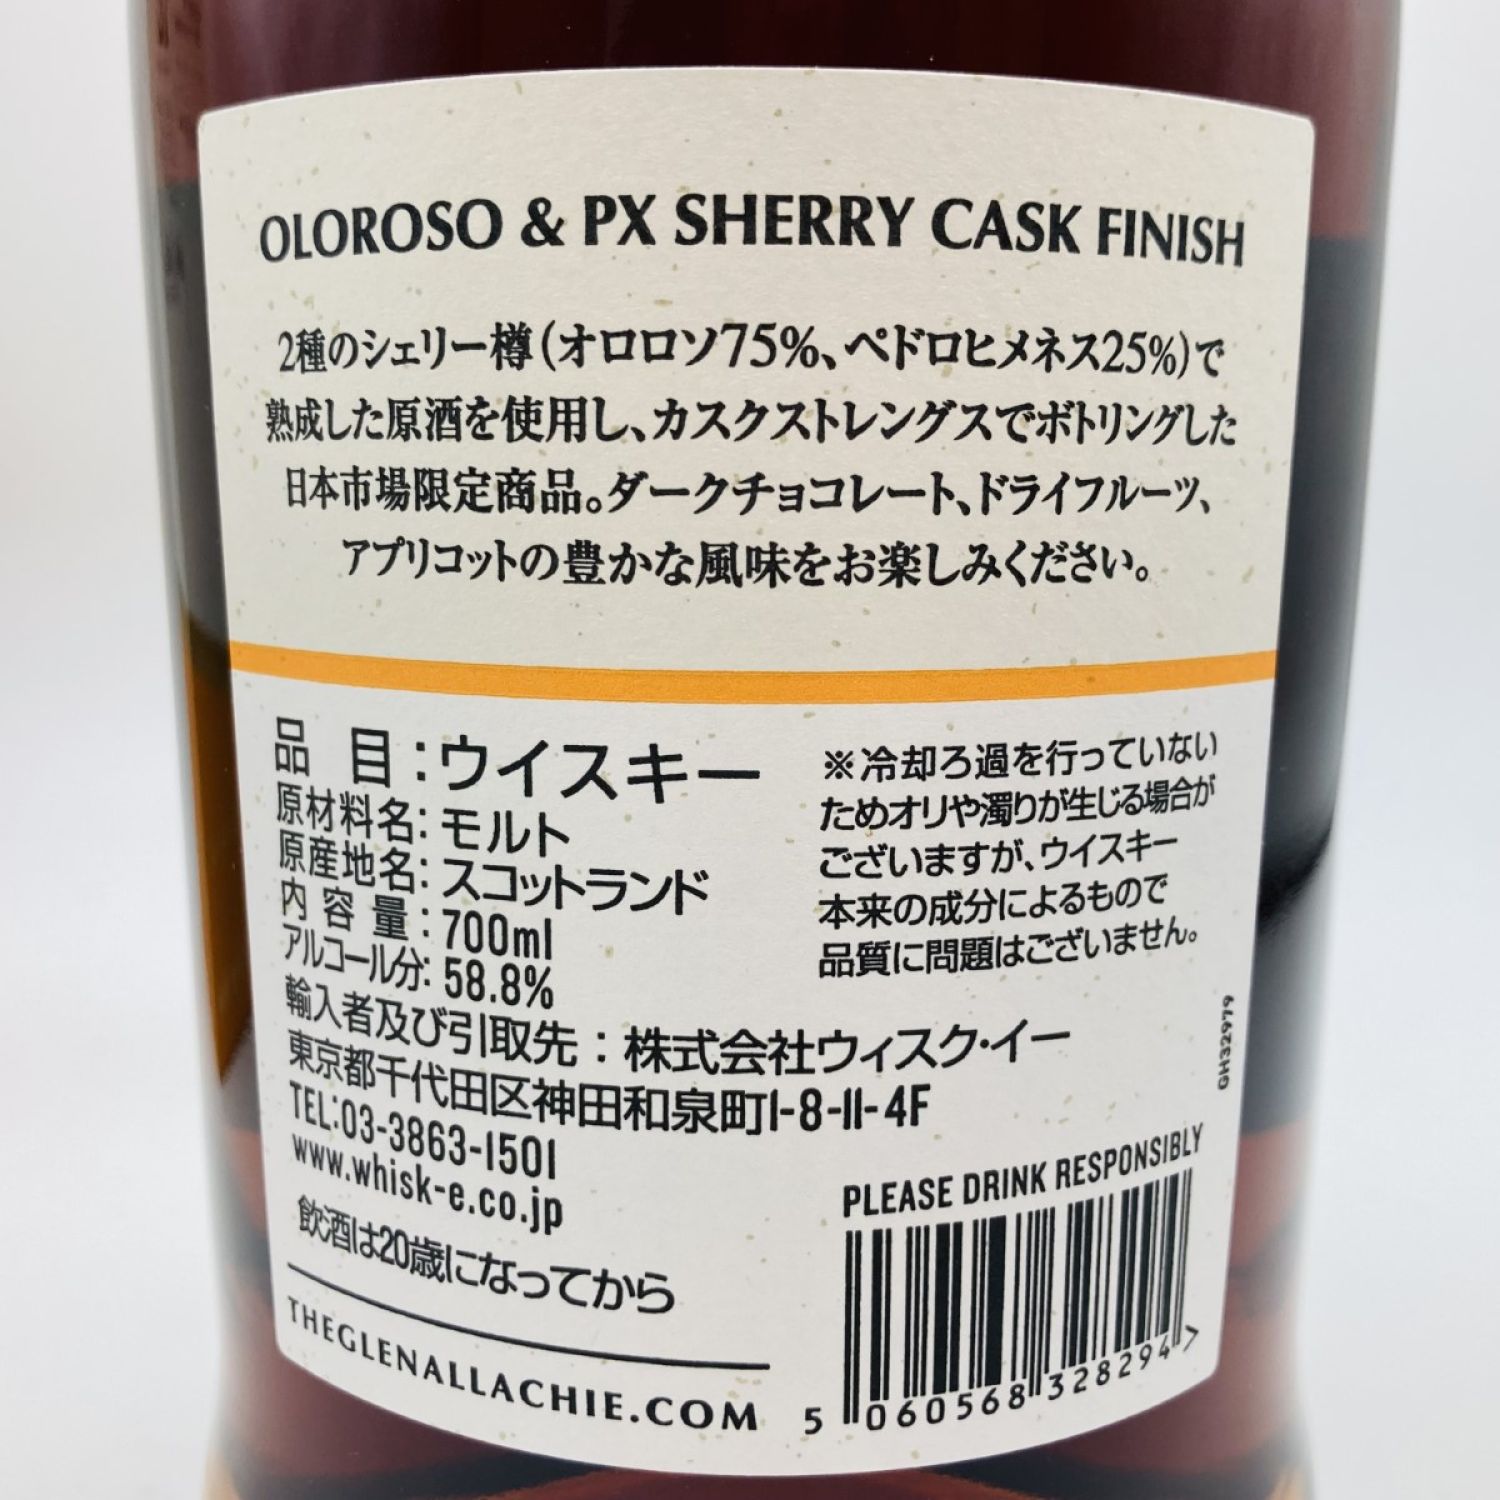 OLOROSO & PX SHERRY CASK FINISH
2種のシェリー樽(オロロソ75%、ペドロヒメネス25%)で
熟成した原酒を使用し、カスクストレングスでボトリングした
日本市場限定商品。ダークチョコレート、ドライフルーツ、
アプリコットの豊かな風味をお楽しみください。
品 目:ウイスキー
原材料名:モルト
原産地名:スコットランド
内 容 量:700ml
アルコール分:58.8%
※冷却ろ過を行っていない
ためオリや濁りが生じる場合が
ございますが、ウイスキー
本来の成分によるもので
品質に問題はございません。
輸入者及び引取先:株式会社ウィスク・イー
東京都千代田区神田和泉町1-8-11-4F
TEL:03-3863-1501
www.whisk-e.co.jp
飲酒は20歳になってから
THEGLENALLACHIE.COM
GH32979
PLEASE DRINK RESPONSIBLY
5 060568 328294 >